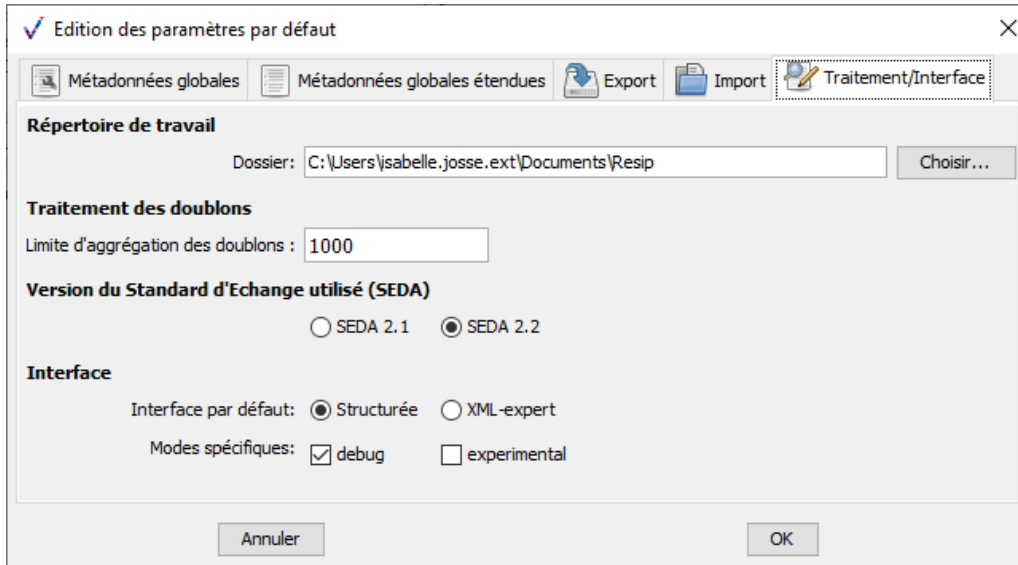 Edition des paramètres par défaut
Métadonnées globales Métadonnées globales étendues Export Import Traitement/Interface
Répertoire de travail
Dossier: C:\Users\isabelle.josse.ext\Documents\Resip Choisir...
Traitement des doublons
Limite d'aggrégation des doublons : 1000
Version du Standard d'Echange utilisé (SEDA)
SEDA 2.1 SEDA 2.2
Interface
Interface par défaut: Structurée XML-expert
Modes spécifiques: debug experimental
Annuler OK